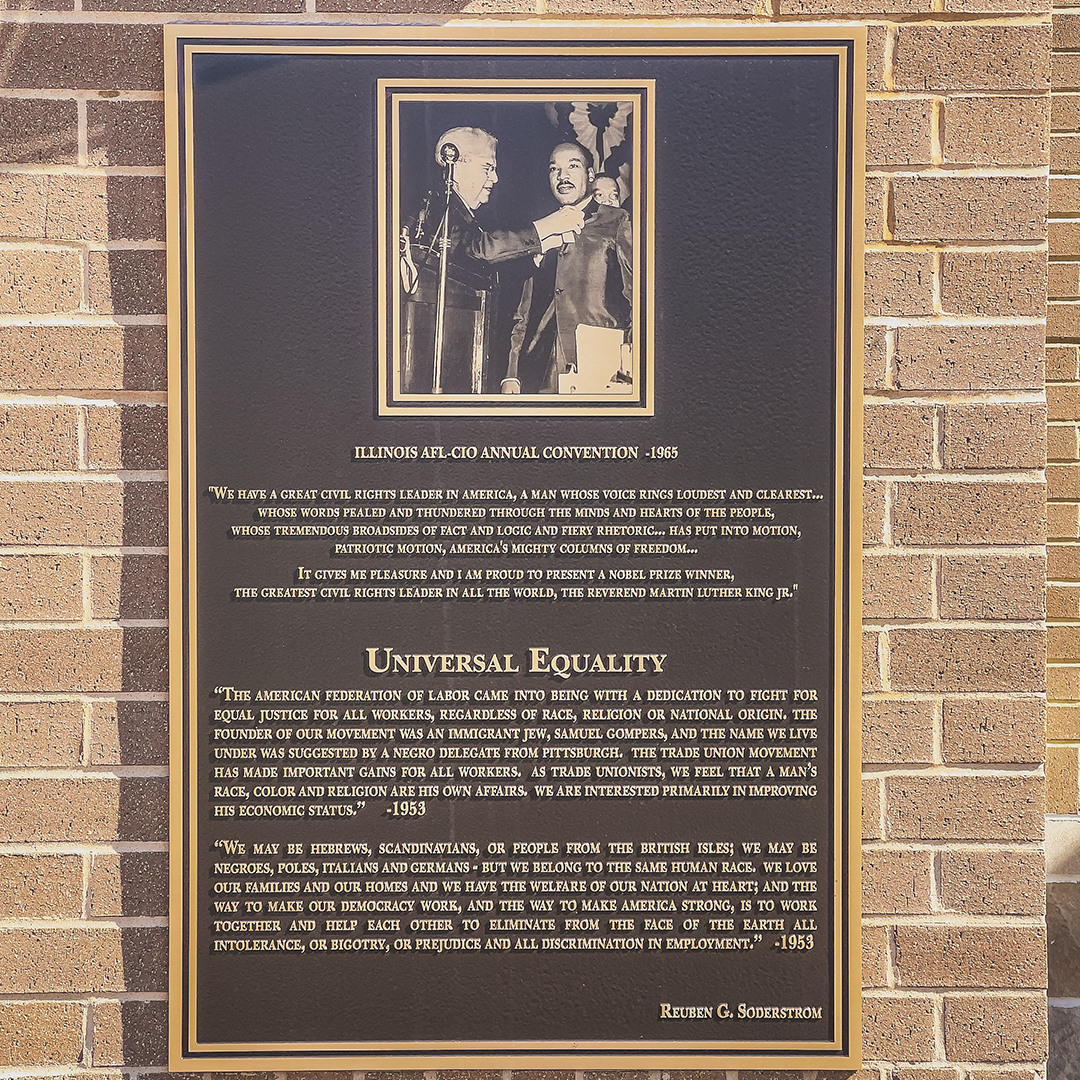 ILLINOIS AFL-CIO ANNUAL CONVENTION -1965
"WE HAVE A GREAT CIVIL RIGHTS LEADER IN AMERICA, A MAN WHOSE VOICE RINGS LOUDEST AND CLEAREST...
WHOSE WORDS PEALED AND THUNDERED THROUGH THE MINDS AND HEARTS OF THE PEOPLE,
WHOSE TREMENDOUS BROADSIDES OF FACT AND LOGIC AND FIERY RHETORIC... HAS PUT INTO MOTION,
PATRIOTIC MOTION, AMERICA'S MIGHTY COLUMNS OF FREEDOM...
IT GIVES ME PLEASURE AND I AM PROUD TO PRESENT A NOBEL PRIZE WINNER,
THE GREATEST CIVIL RIGHTS LEADER IN ALL THE WORLD, THE REVEREND MARTIN LUTHER KING JR."
UNIVERSAL EQUALITY
“THE AMERICAN FEDERATION OF LABOR CAME INTO BEING WITH A DEDICATION TO FIGHT FOR
EQUAL JUSTICE FOR ALL WORKERS, REGARDLESS OF RACE, RELIGION OR NATIONAL ORIGIN. THE
FOUNDER OF OUR MOVEMENT WAS AN IMMIGRANT JEW, SAMUEL GOMPERS, AND THE NAME WE LIVE
UNDER WAS SUGGESTED BY A NEGRO DELEGATE FROM PITTSBURGH. THE TRADE UNION MOVEMENT
HAS MADE IMPORTANT GAINS FOR ALL WORKERS. AS TRADE UNIONISTS, WE FEEL THAT A MAN'S
RACE, COLOR AND RELIGION ARE HIS OWN AFFAIRS. WE ARE INTERESTED PRIMARILY IN IMPROVING
HIS ECONOMIC STATUS.” -1953
“WE MAY BE HEBREWS, SCANDINAVIANS, OR PEOPLE FROM THE BRITISH ISLES; WE MAY BE
NEGROES, POLES, ITALIANS AND GERMANS - BUT WE BELONG TO THE SAME HUMAN RACE. WE LOVE
OUR FAMILIES AND OUR HOMES AND WE HAVE THE WELFARE OF OUR NATION AT HEART; AND THE
WAY TO MAKE OUR DEMOCRACY WORK, AND THE WAY TO MAKE AMERICA STRONG, IS TO WORK
TOGETHER AND HELP EACH OTHER TO ELIMINATE FROM THE FACE OF THE EARTH ALL
INTOLERANCE, OR BIGOTRY, OR PREJUDICE AND ALL DISCRIMINATION IN EMPLOYMENT.” -1953
REUBEN G. SODERSTROM